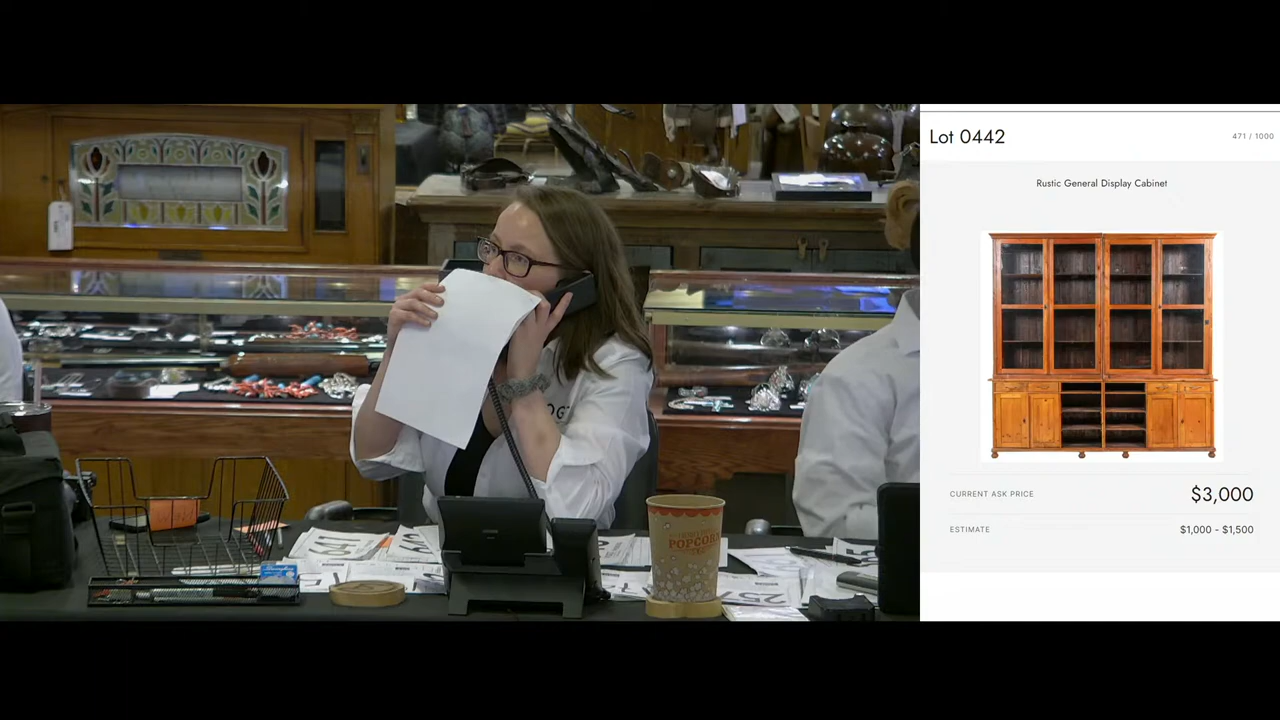 Lot 0442
471 / 1000
Rustic General Display Cabinet
CURRENT ASK PRICE
$3,000
ESTIMATE
$1,000 - $1,500
POPCORN